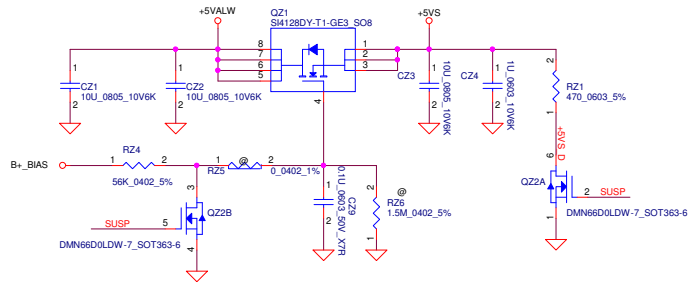 +5VALW
QZ1
SI4128DY-T1-GE3_SO8
+5VS
8 1
7 2
6 3
5
4
CZ1
10U_0805_10V6K
1
2
CZ2
10U_0805_10V6K
1
2
CZ3
10U_0805_10V6K
1
2
CZ4
1U_0603_10V6K
1
2
RZ1
470_0603_5%
2
1
+5VS_D
B+_BIAS
RZ4
1 2
56K_0402_5%
@
RZ5
1 2
0_0402_1%
CZ9
0.1U_0603_50V_X7R
1
2
@
RZ6
1.5M_0402_5%
2
1
SUSP
5
3
4
QZ2B
DMN66D0LDW-7_SOT363-6
6
QZ2A
2
SUSP
1
DMN66D0LDW-7_SOT363-6